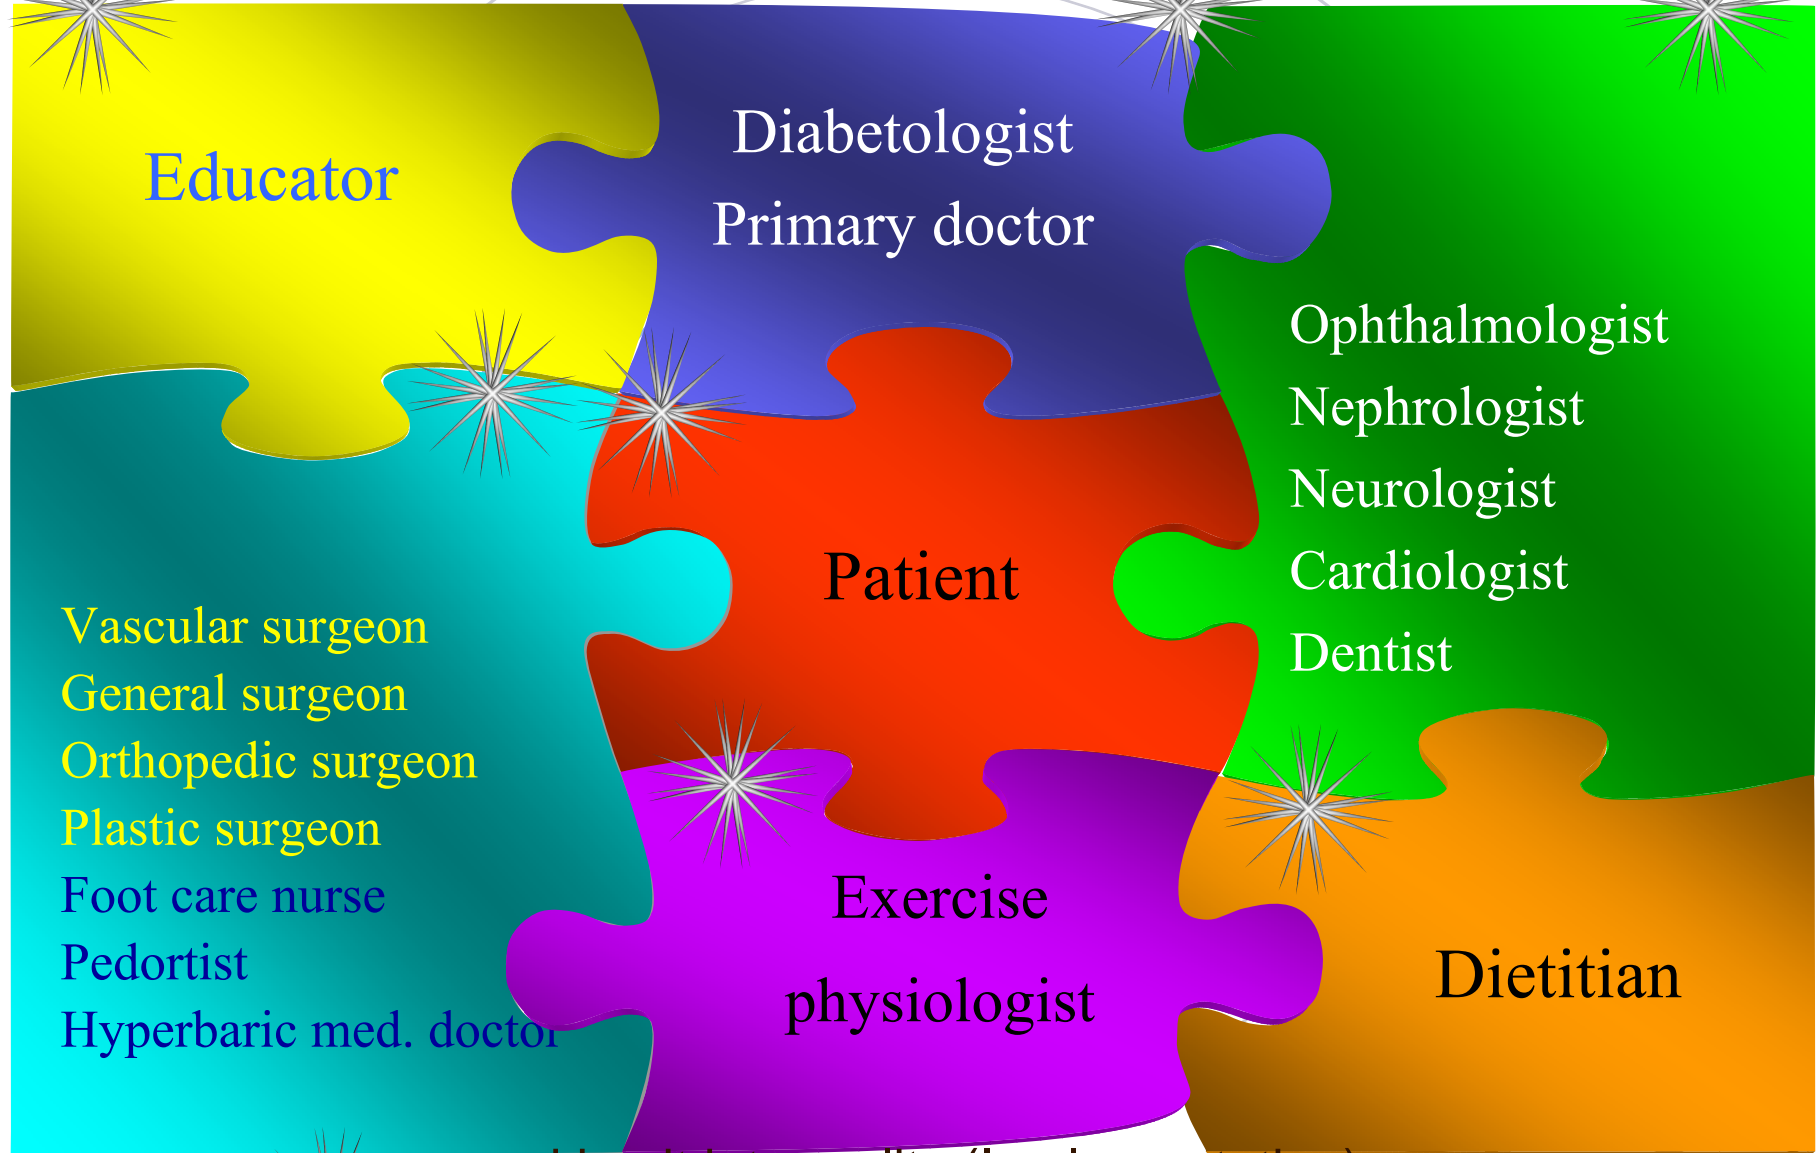 Educator
Diabetologist
Primary doctor
Ophthalmologist
Nephrologist
Neurologist
Cardiologist
Dentist
Patient
Vascular surgeon
General surgeon
Orthopedic surgeon
Plastic surgeon
Foot care nurse
Pedortist
Hyperbaric med. doctor
Exercise
physiologist
Dietitian